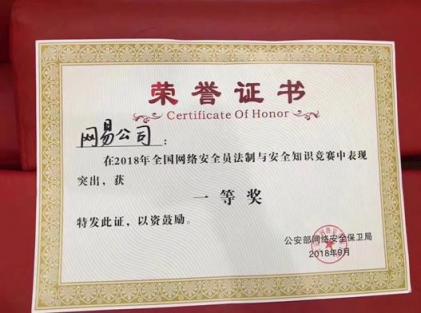 荣誉证书
Certificate Of Honor
网易公司：
在2018年全国网络安全员法制与安全知识竞赛中表现
突出，获
一等奖
特发此证，以资鼓励。
公安部网络安全保卫局
2018年9月